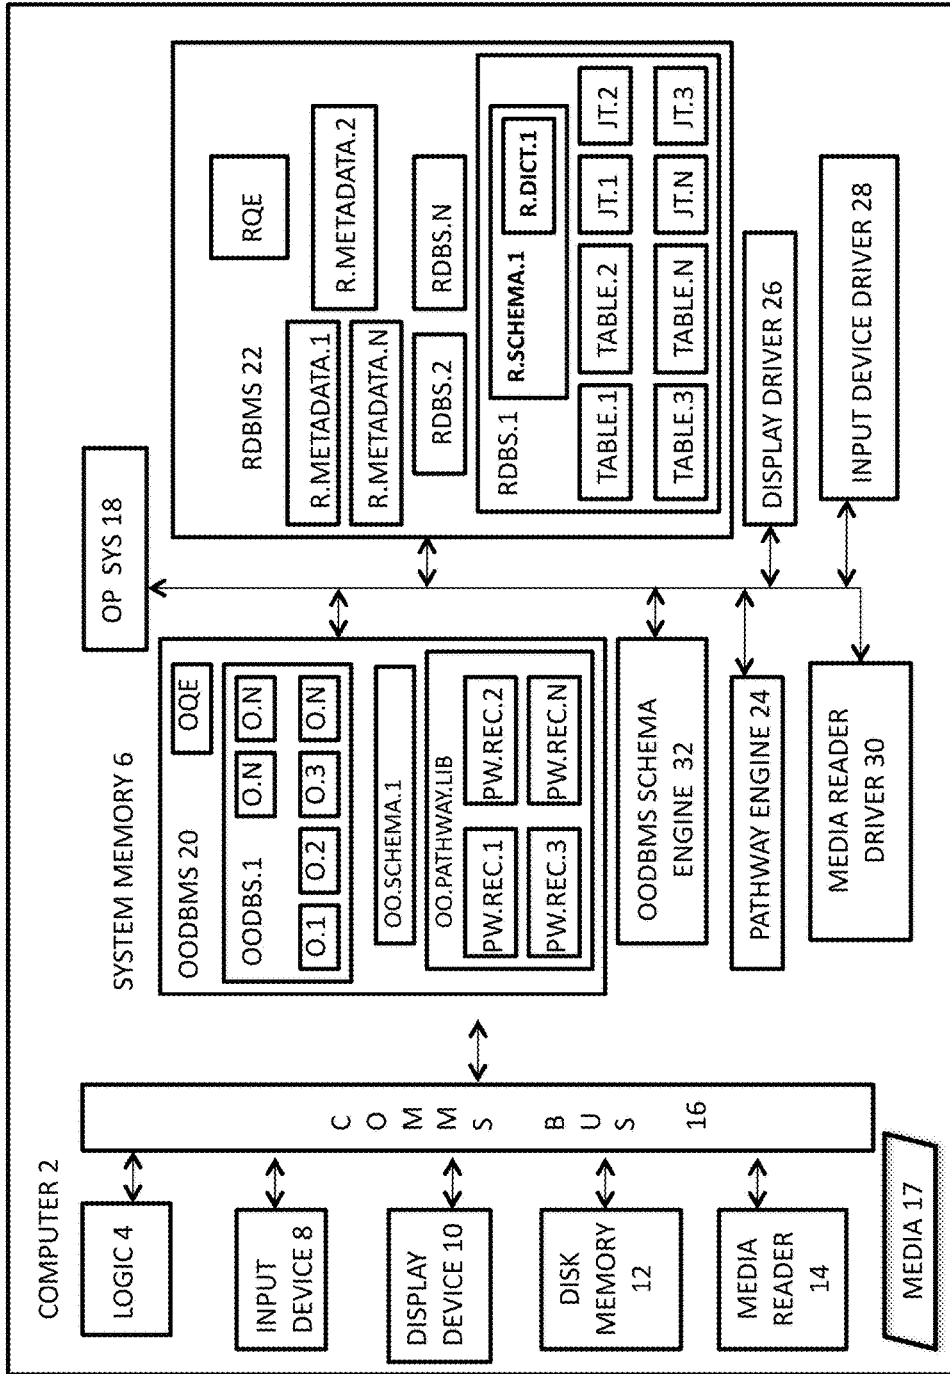 COMPUTER 2
LOGIC 4
INPUT
DEVICE 8
DISPLAY
DEVICE 10
DISK
MEMORY
12
MEDIA
READER
14
MEDIA 17
COMMS BUS 16
SYSTEM MEMORY 6
OODBMS 20
OQE
OODBS.1
O.N
O.N
O.1
O.2
O.3
O.N
OO.SCHEMA.1
OO.PATHWAY.LIB
PW.REC.1
PW.REC.2
PW.REC.3
PW.REC.N
OODBMS SCHEMA
ENGINE 32
PATHWAY ENGINE 24
MEDIA READER
DRIVER 30
OP SYS 18
RDBMS 22
RQE
R.METADATA.1
R.METADATA.2
R.METADATA.N
RDBS.2
RDBS.N
RDBS.1
R.SCHEMA.1
R.DICT.1
TABLE.1
TABLE.2
JT.1
JT.2
TABLE.3
TABLE.N
JT.N
JT.3
DISPLAY DRIVER 26
INPUT DEVICE DRIVER 28